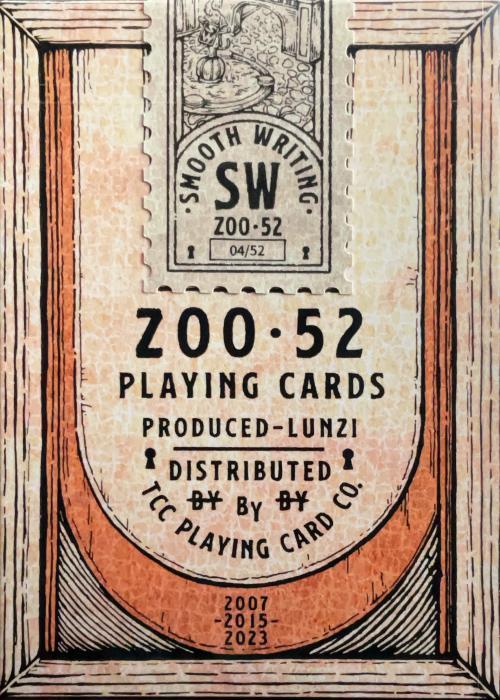 ·SMOOTH WRITING·
SW
ZOO·52
04/52
ZOO·52
PLAYING CARDS
PRODUCED-LUNZI
DISTRIBUTED
BY By BY
TCC PLAYING CARD CO.
2007
-2015-
2023